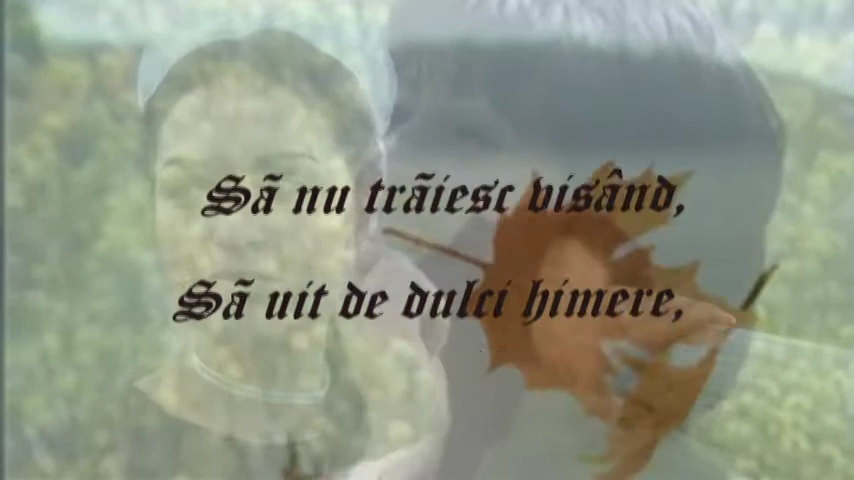 Sã nu trãiesc visând,
Sã uit de dulci himere,